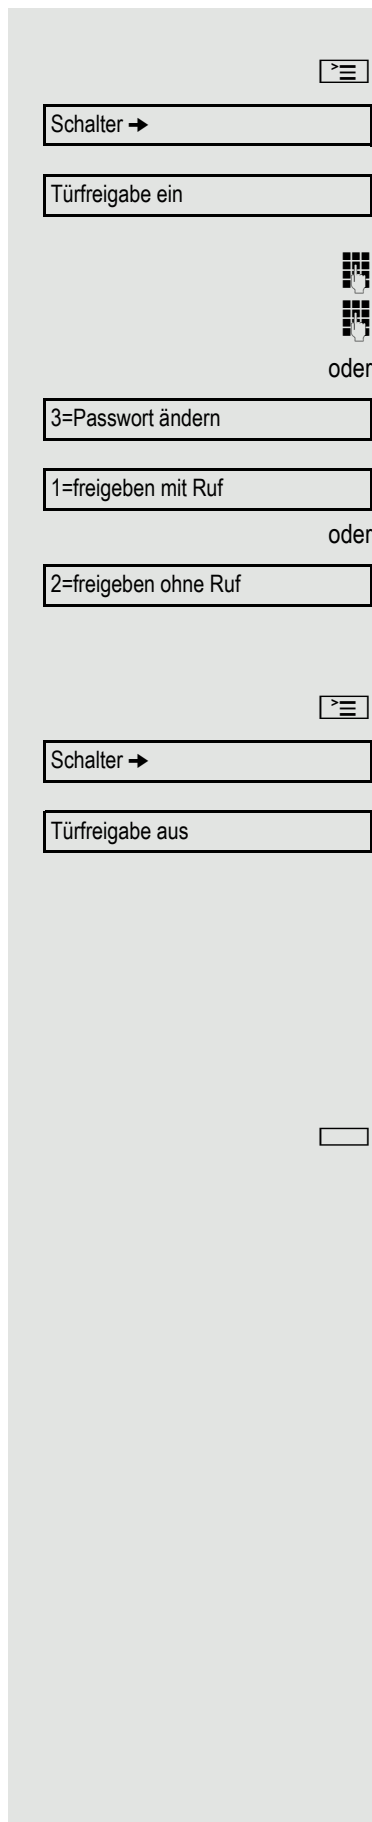 Schalter →
Türfreigabe ein
oder
3=Passwort ändern
1=freigeben mit Ruf
oder
2=freigeben ohne Ruf
Schalter →
Türfreigabe aus